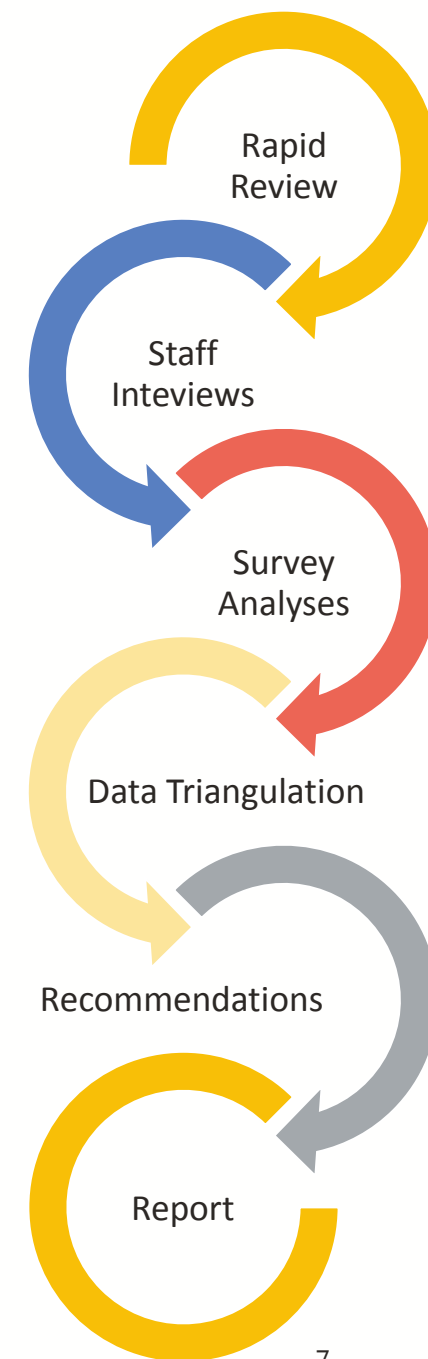 Rapid
Review
Staff
Inteviews
Survey
Analyses
Data Triangulation
Recommendations
Report
7